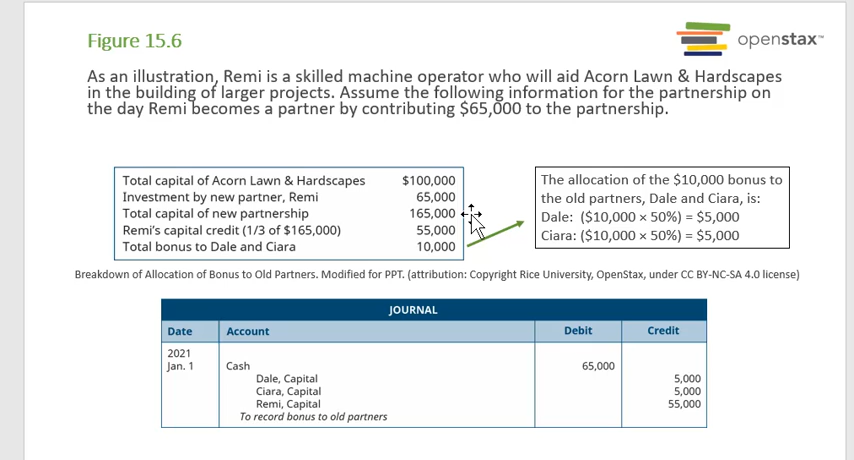 Figure 15.6
openstax™
As an illustration, Remi is a skilled machine operator who will aid Acorn Lawn & Hardscapes
in the building of larger projects. Assume the following information for the partnership on
the day Remi becomes a partner by contributing $65,000 to the partnership.
Total capital of Acorn Lawn & Hardscapes $100,000
Investment by new partner, Remi 65,000
Total capital of new partnership 165,000
Remi's capital credit (1/3 of $165,000) 55,000
Total bonus to Dale and Ciara 10,000
The allocation of the $10,000 bonus to
the old partners, Dale and Ciara, is:
Dale: ($10,000 × 50%) = $5,000
Ciara: ($10,000 × 50%) = $5,000
Breakdown of Allocation of Bonus to Old Partners. Modified for PPT. (attribution: Copyright Rice University, OpenStax, under CC BY-NC-SA 4.0 license)
JOURNAL
Date Account Debit Credit
2021
Jan. 1 Cash 65,000
Dale, Capital 5,000
Ciara, Capital 5,000
Remi, Capital 55,000
To record bonus to old partners